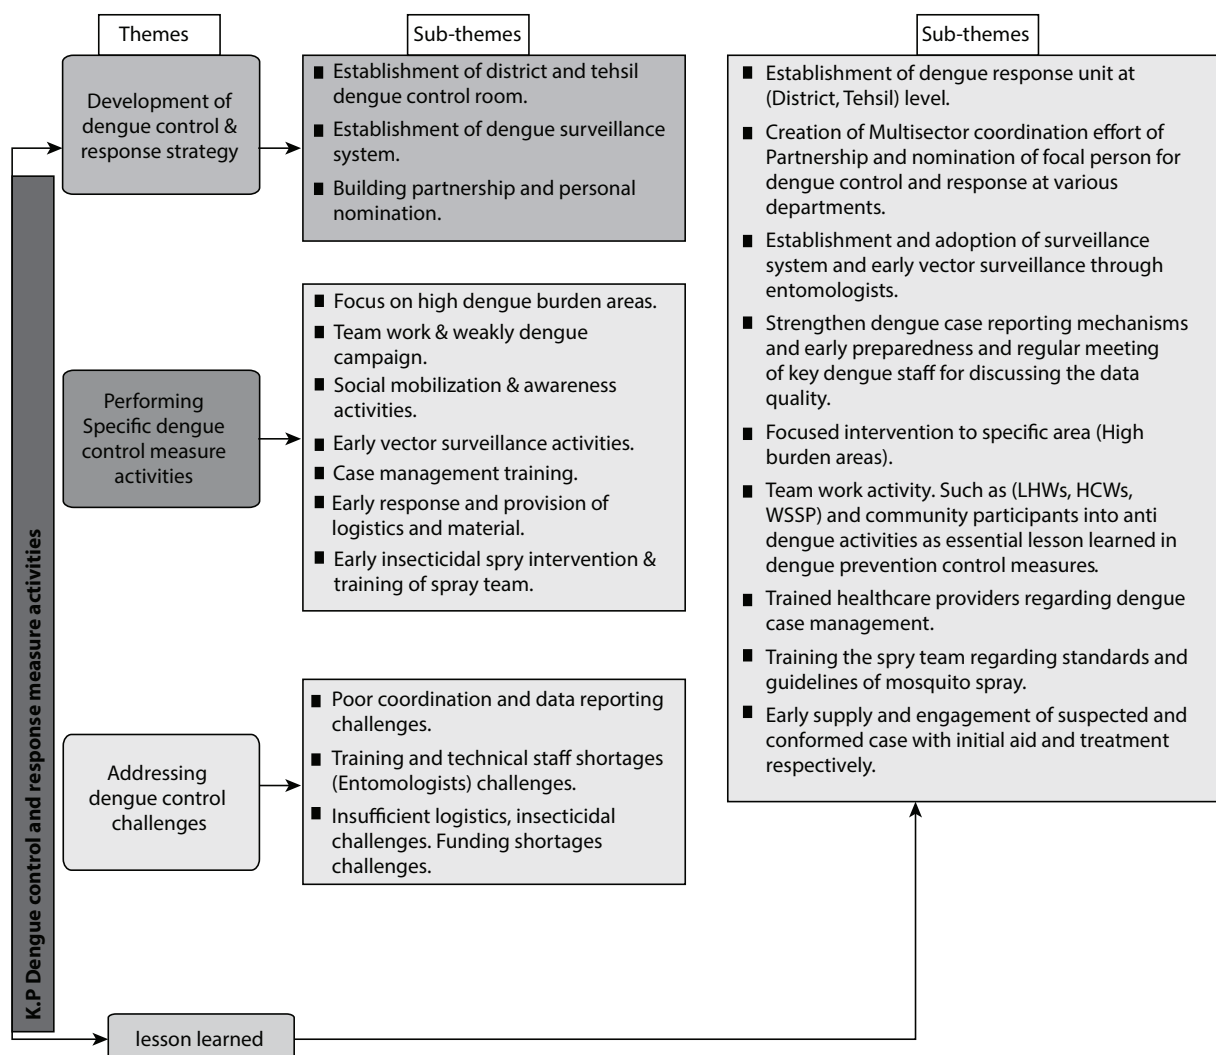 Themes
Sub-themes
Development of
dengue control &
response strategy
■ Establishment of district and tehsil
dengue control room.
■ Establishment of dengue surveillance
system.
■ Building partnership and personal
nomination.
Performing
Specific dengue
control measure
activities
■ Focus on high dengue burden areas.
■ Team work & weakly dengue
campaign.
■ Social mobilization & awareness
activities.
■ Early vector surveillance activities.
■ Case management training.
■ Early response and provision of
logistics and material.
■ Early insecticidal spry intervention &
training of spray team.
Addressing
dengue control
challenges
■ Poor coordination and data reporting
challenges.
■ Training and technical staff shortages
(Entomologists) challenges.
■ Insufficient logistics, insecticidal
challenges. Funding shortages
challenges.
K.P Dengue control and response measure activities
lesson learned
Sub-themes
■ Establishment of dengue response unit at
(District, Tehsil) level.
■ Creation of Multisector coordination effort of
Partnership and nomination of focal person for
dengue control and response at various
departments.
■ Establishment and adoption of surveillance
system and early vector surveillance through
entomologists.
■ Strengthen dengue case reporting mechanisms
and early preparedness and regular meeting
of key dengue staff for discussing the data
quality.
■ Focused intervention to specific area (High
burden areas).
■ Team work activity. Such as (LHWs, HCWs,
WSSP) and community participants into anti
dengue activities as essential lesson learned in
dengue prevention control measures.
■ Trained healthcare providers regarding dengue
case management.
■ Training the spry team regarding standards and
guidelines of mosquito spray.
■ Early supply and engagement of suspected and
conformed case with initial aid and treatment
respectively.